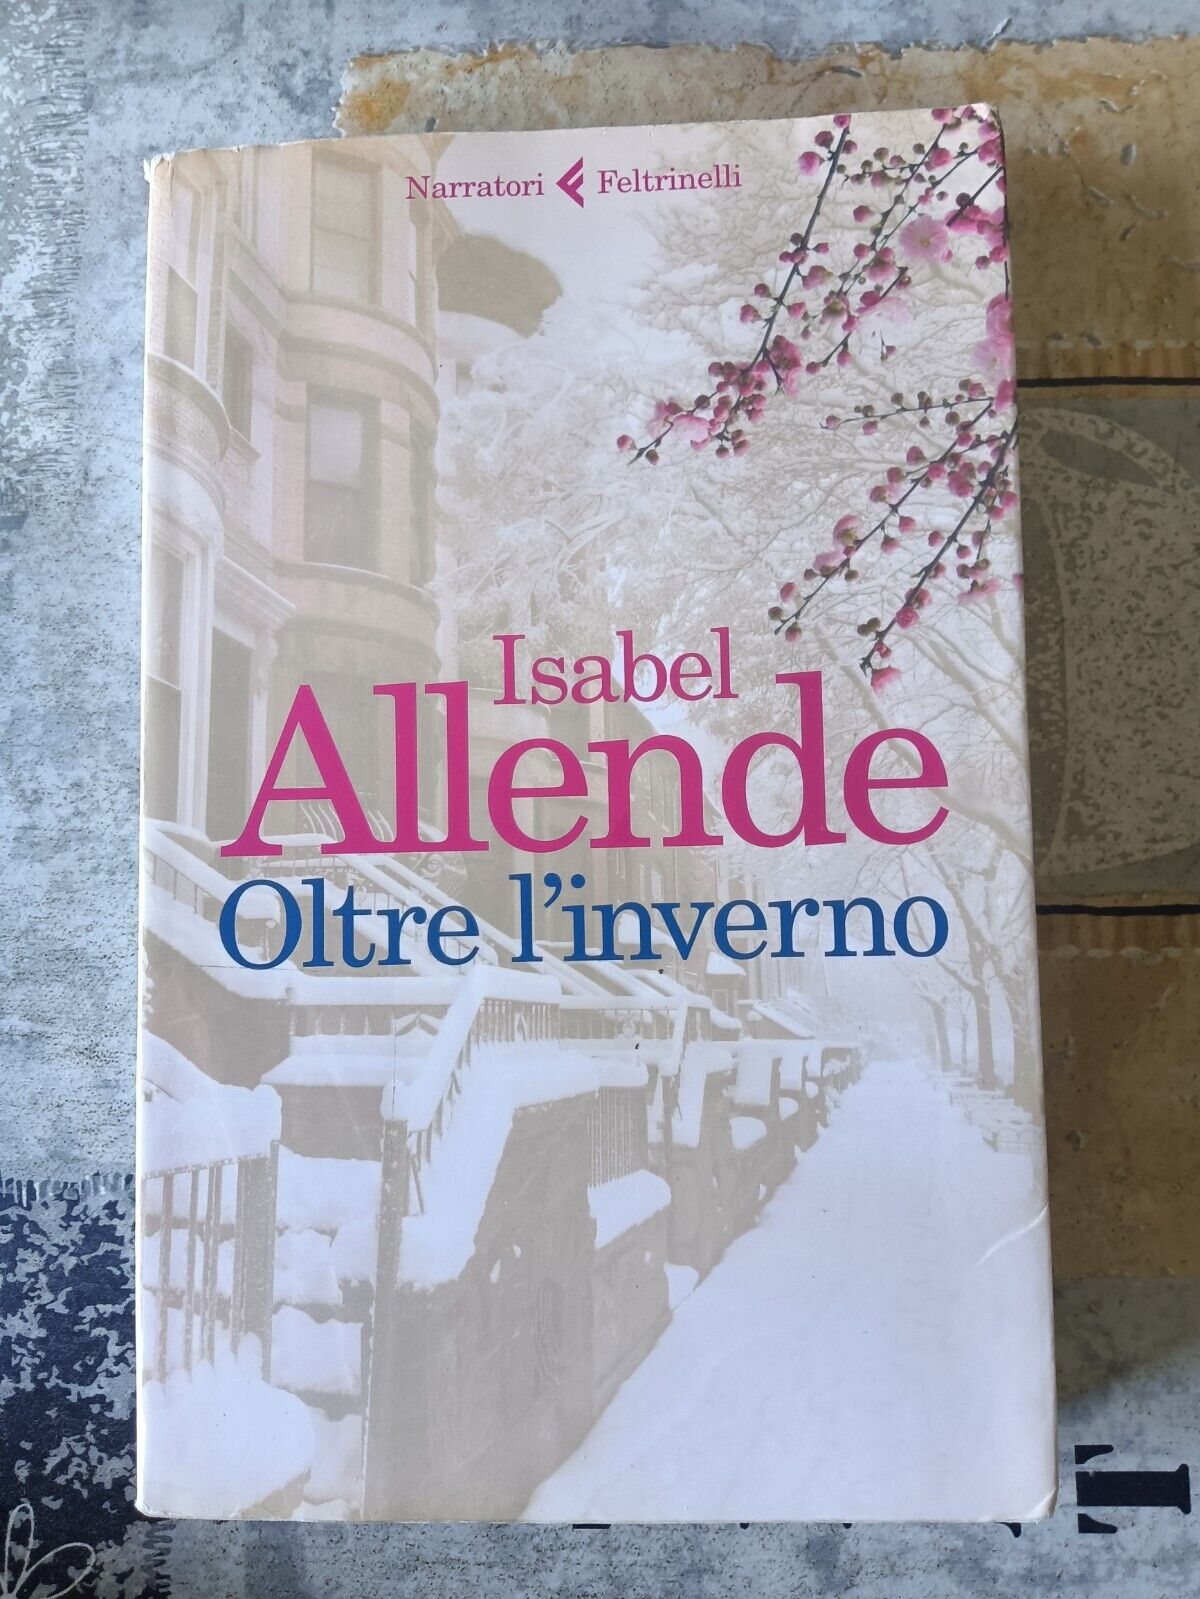 Narratori Feltrinelli
Isabel
Allende
Oltre l'inverno